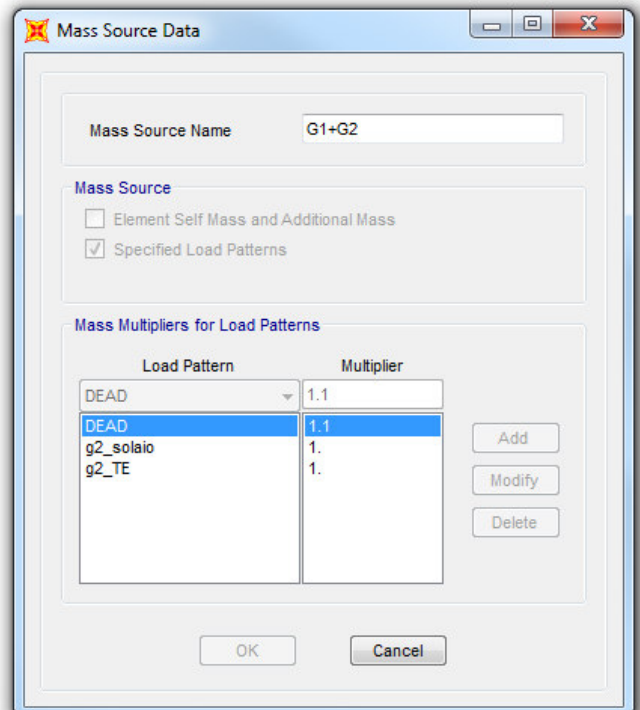 Mass Source Data
Mass Source Name G1+G2
Mass Source
Element Self Mass and Additional Mass
Specified Load Patterns
Mass Multipliers for Load Patterns
Load Pattern Multiplier
DEAD 1.1
DEAD 1.1
g2_solaio 1.
g2_TE 1.
Add
Modify
Delete
OK Cancel